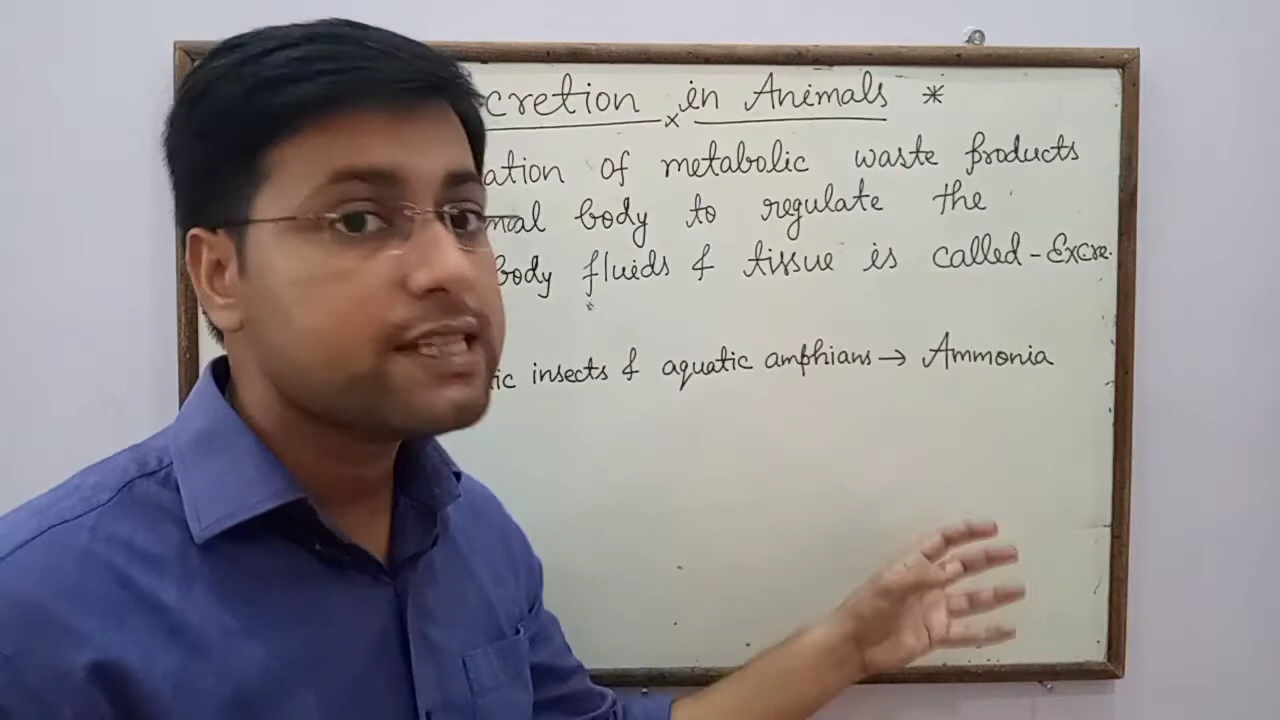 cretion in Animals *
ation of metabolic waste products
mal body to regulate the
body fluids & tissue is called - Excre.
ic insects & aquatic amphians → Ammonia